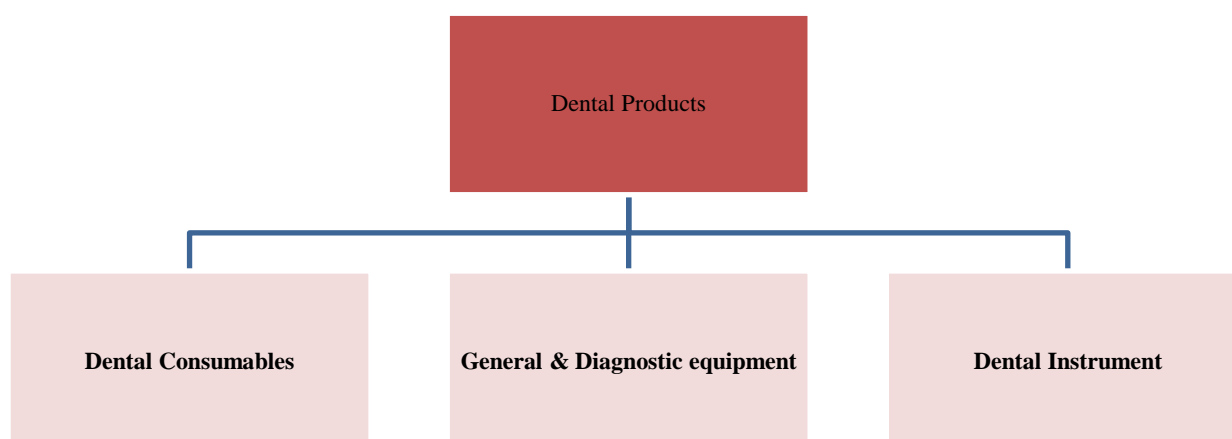 Dental Products
Dental Consumables
General & Diagnostic equipment
Dental Instrument